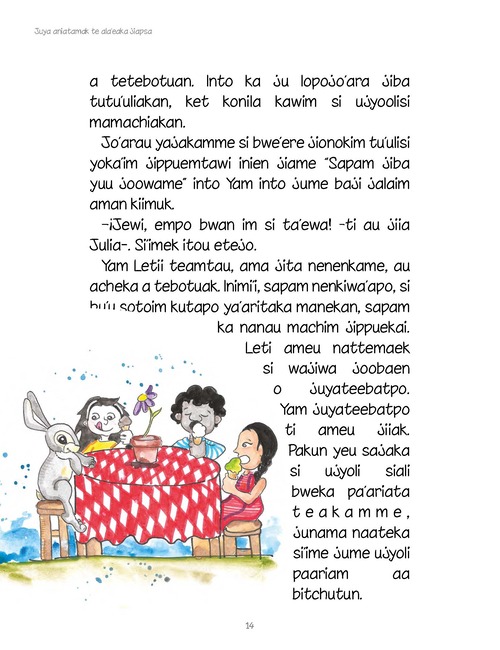 Juya aniatamak te ala'eaka jiapsa
a tetebotuan. Into ka ju lopojo'ara jiba
tutu'uliakan, ket konila kawim si ujyoolisi
mamachiakan.
Jo'arau yajakamme si bwe'ere jionokim tu'ulisi
yoka'im jippuemtawi inien jiame "Sapam jiba
yuu joowame" into Yam into jume baji jalaim
aman kiimuk.
–¡Jewi, empo bwan im si ta'ewa! -ti au jiia
Julia-. Si'imek itou etejo.
Yam Letii teamtau, ama jita nenenkame, au
acheka a tebotuak. Inimi'i, sapam nenkiwa'apo, si
bu'u sotoim kutapo ya'aritaka manekan, sapam
ka nanau machim jippuekai.
Leti ameu nattemaek
si wajiwa joobaen
o juyateebatpo.
Yam juyateebatpo
ti ameu jiiak.
Pakun yeu sajaka
si ujyoli siali
bweka pa'ariata
teakamme,
junama naateka
si'ime jume ujyoli
paariam aa
bitchutun.
14